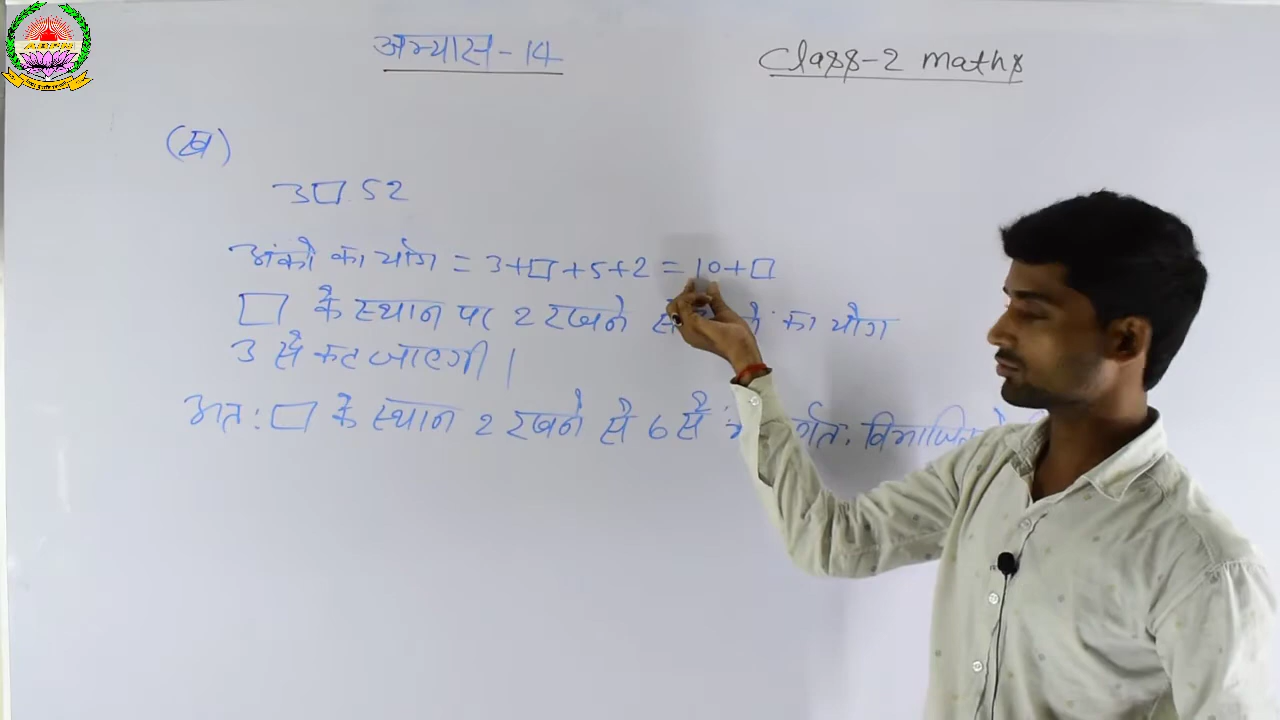 अभ्यास-14
Class-2 maths
(ख)
3□52
अंको का योग = 3+□+5+2 = 10+□
□ के स्थान पर 2 रखने से का योग
3 से कट जाएगी।
अतः □ के स्थान 2 रखने से 6 से